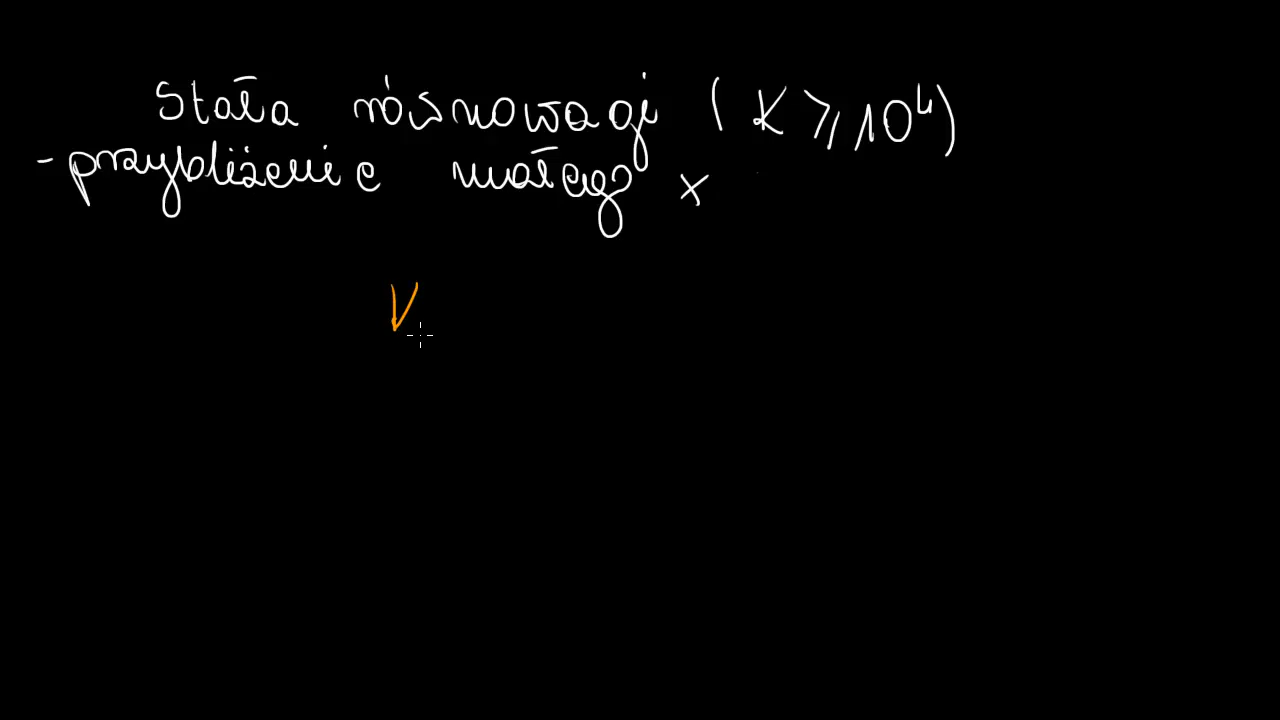 Stała równowagi (K ⩾ 10⁴)
- przybliżenie małego x
V